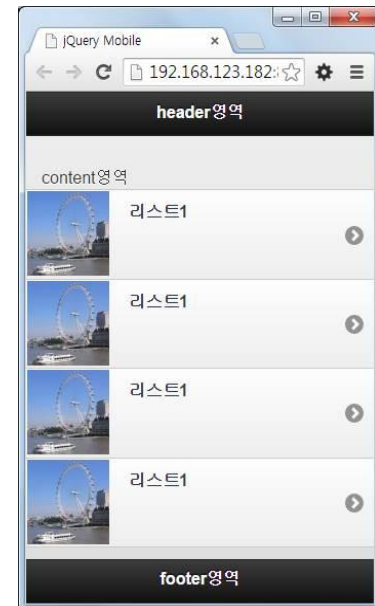 jQuery Mobile
192.168.123.182:
header영역
content영역
리스트1
리스트1
리스트1
리스트1
footer영역